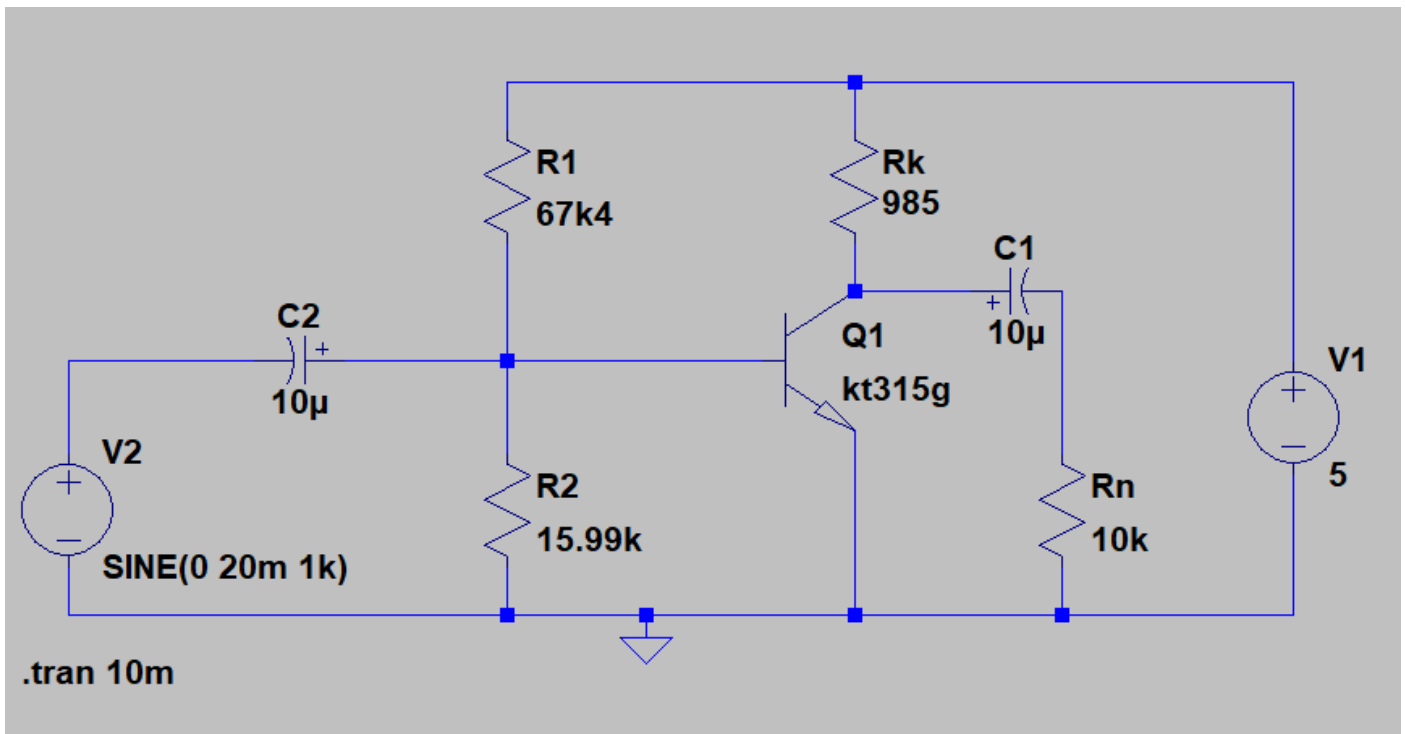 R1
67k4
Rk
985
C1
10µ
C2
10µ
Q1
kt315g
V1
5
V2
SINE(0 20m 1k)
R2
15.99k
Rn
10k
.tran 10m